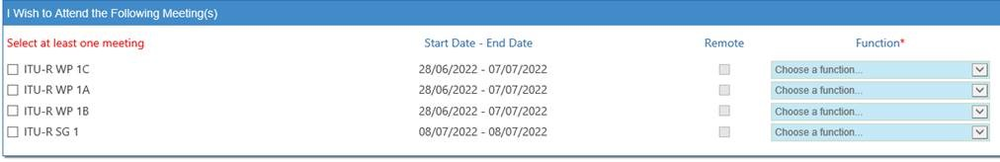 I Wish to Attend the Following Meeting(s)
Select at least one meeting Start Date - End Date Remote Function*
ITU-R WP 1C 28/06/2022 - 07/07/2022 Choose a function...
ITU-R WP 1A 28/06/2022 - 07/07/2022 Choose a function...
ITU-R WP 1B 28/06/2022 - 07/07/2022 Choose a function...
ITU-R SG 1 08/07/2022 - 08/07/2022 Choose a function...